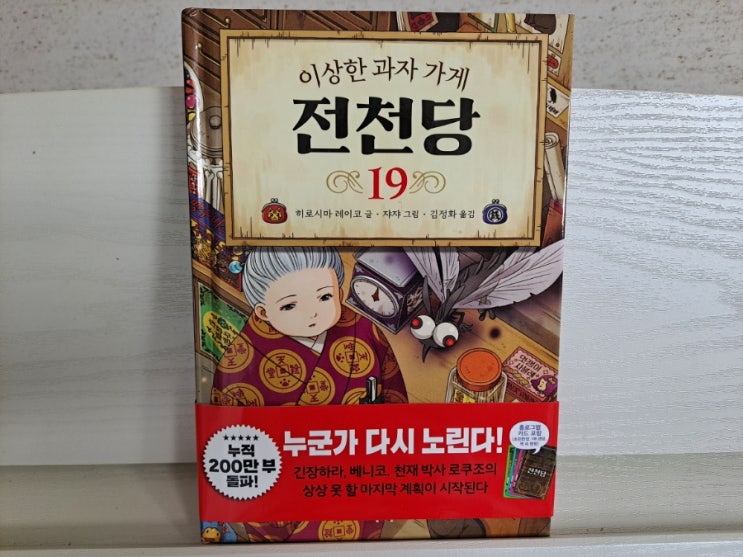 이상한 과자 가게
전천당
19
히로시마 레이코 글 · 쟈쟈 그림 · 김정화 옮김
누적
200만 부
돌파!
누군가 다시 노린다!
긴장하라, 베니코. 천재 박사 로쿠조의
상상 못 할 마지막 계획이 시작된다
홀로그램
카드 포함
전천당